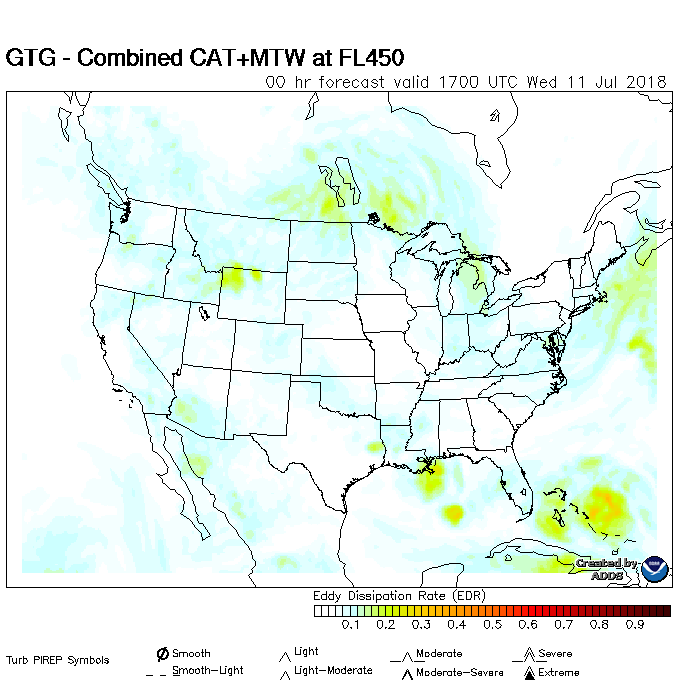 GTG - Combined CAT+MTW at FL450
00 hr forecast valid 1700 UTC Wed 11 Jul 2018
Created by
ADDS
Eddy Dissipation Rate (EDR)
0.1 0.2 0.3 0.4 0.5 0.6 0.7 0.8 0.9
Turb PIREP Symbols
Smooth Light Moderate Severe
Smooth-Light Light-Moderate Moderate-Severe Extreme